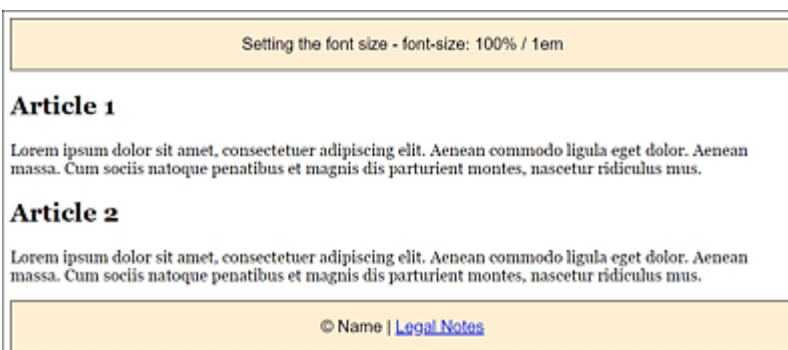 Setting the font size - font-size: 100% / 1em
Article 1
Lorem ipsum dolor sit amet, consectetuer adipiscing elit. Aenean commodo ligula eget dolor. Aenean
massa. Cum sociis natoque penatibus et magnis dis parturient montes, nascetur ridiculus mus.
Article 2
Lorem ipsum dolor sit amet, consectetuer adipiscing elit. Aenean commodo ligula eget dolor. Aenean
massa. Cum sociis natoque penatibus et magnis dis parturient montes, nascetur ridiculus mus.
© Name | Legal Notes